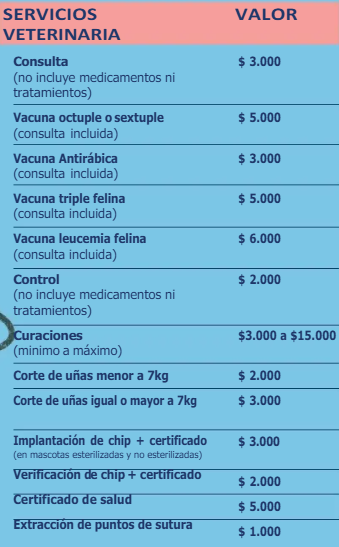 SERVICIOS VALOR
VETERINARIA
Consulta $ 3.000
(no incluye medicamentos ni
tratamientos)
Vacuna octuple o sextuple $ 5.000
(consulta incluida)
Vacuna Antirábica $ 3.000
(consulta incluida)
Vacuna triple felina $ 5.000
(consulta incluida)
Vacuna leucemia felina $ 6.000
(consulta incluida)
Control $ 2.000
(no incluye medicamentos ni
tratamientos)
Curaciones $3.000 a $15.000
(minimo a máximo)
Corte de uñas menor a 7kg $ 2.000
Corte de uñas igual o mayor a 7kg $ 3.000
Implantación de chip + certificado $ 3.000
(en mascotas esterilizadas y no esterilizadas)
Verificación de chip + certificado $ 2.000
Certificado de salud $ 5.000
Extracción de puntos de sutura $ 1.000